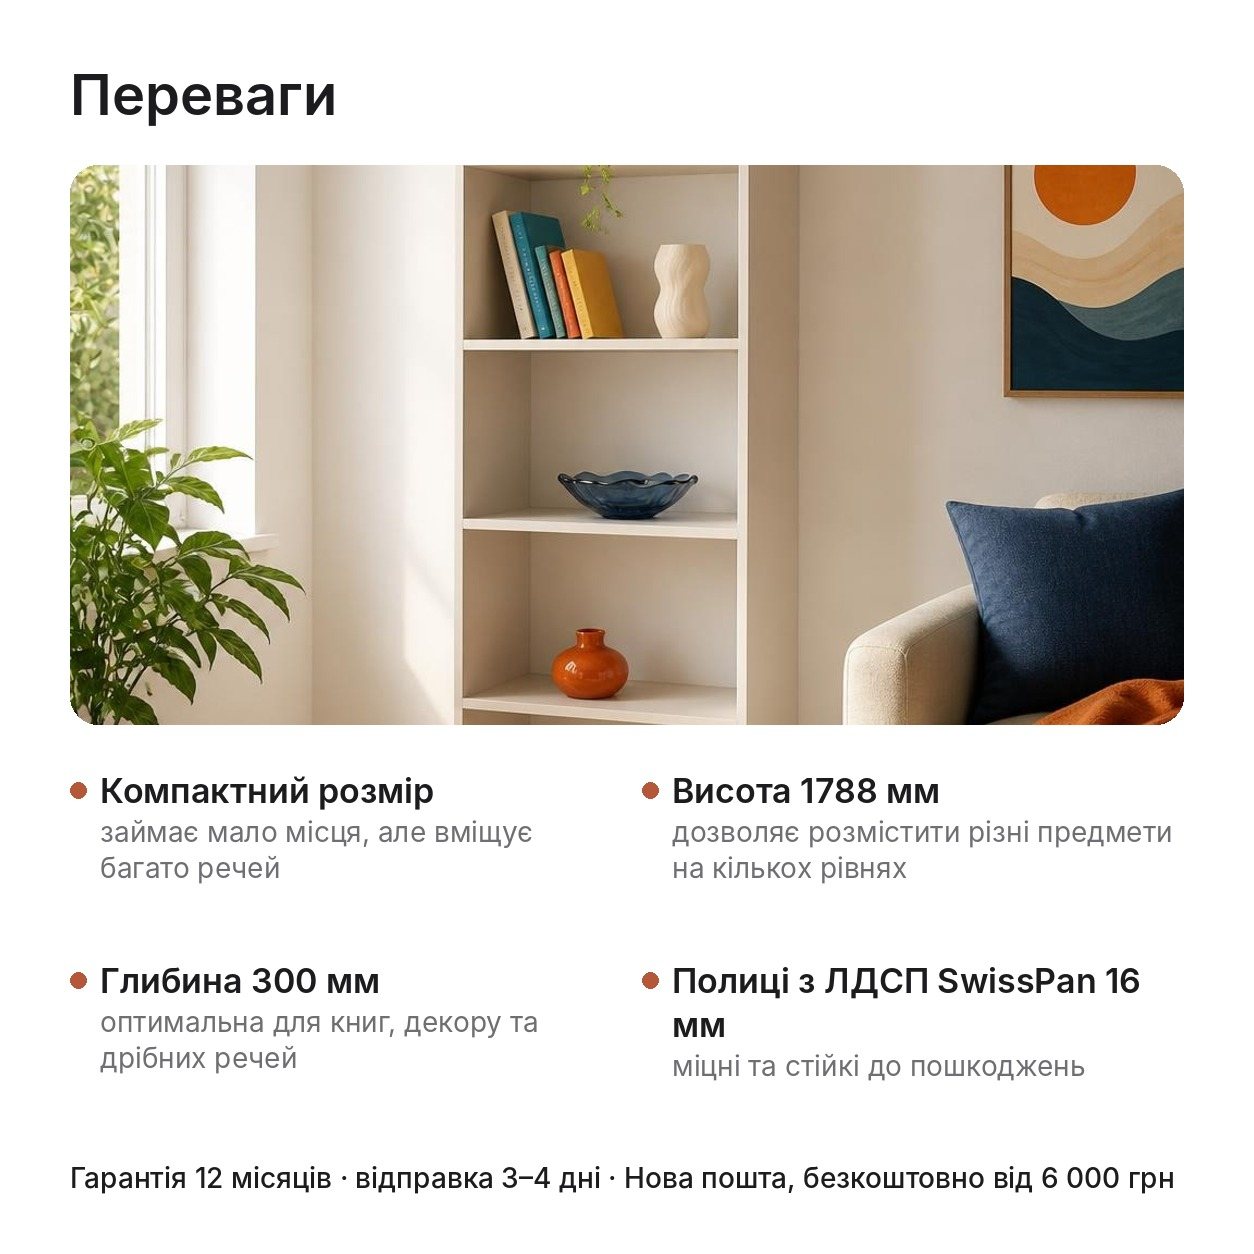 Переваги
Компактний розмір
займає мало місця, але вміщує
багато речей
Висота 1788 мм
дозволяє розмістити різні предмети
на кількох рівнях
Глибина 300 мм
оптимальна для книг, декору та
дрібних речей
Полиці з ЛДСП SwissPan 16
мм
міцні та стійкі до пошкоджень
Гарантія 12 місяців · відправка 3–4 дні · Нова пошта, безкоштовно від 6 000 грн